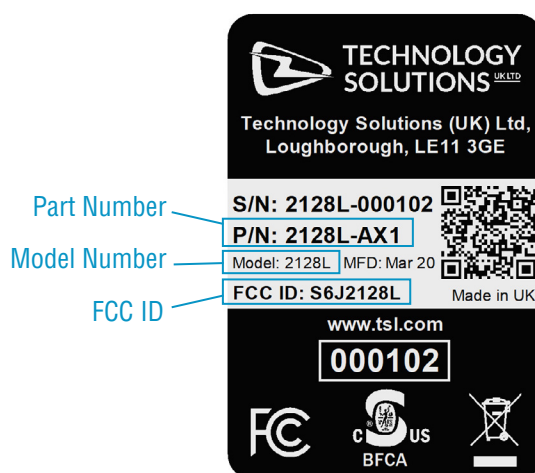 TECHNOLOGY
SOLUTIONS UK LTD
Technology Solutions (UK) Ltd,
Loughborough, LE11 3GE
S/N: 2128L-000102
Part Number
P/N: 2128L-AX1
Model Number
Model: 2128L MFD: Mar 20
FCC ID
FCC ID: S6J2128L
Made in UK
www.tsl.com
000102
FC
C ® S US
BFCA